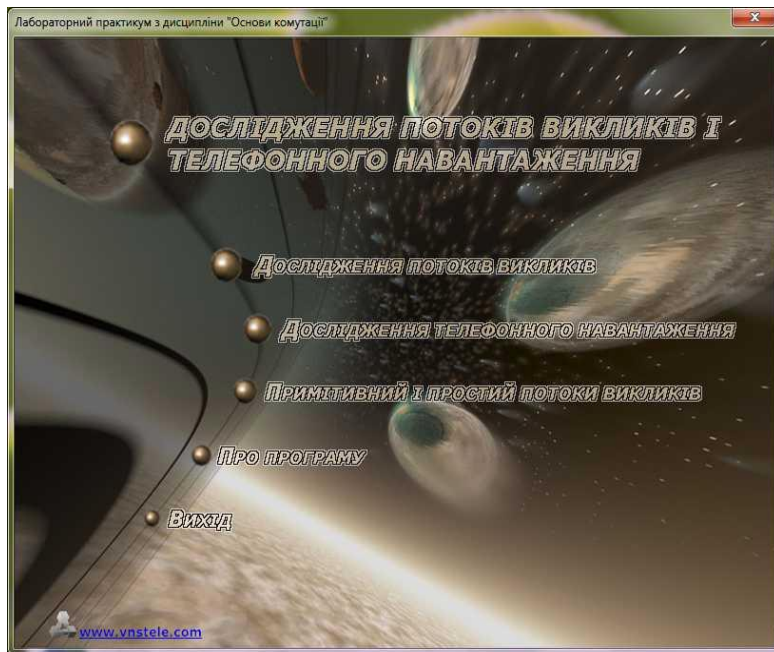 Лабораторний практикум з дисципліни "Основи комутації"
ДОСЛІДЖЕННЯ ПОТОКІВ ВИКЛИКІВ І
ТЕЛЕФОННОГО НАВАНТАЖЕННЯ
Дослідження потоків викликів
Дослідження телефонного навантаження
Примітивний і простий потоки викликів
Про програму
Вихід
www.vnstele.com